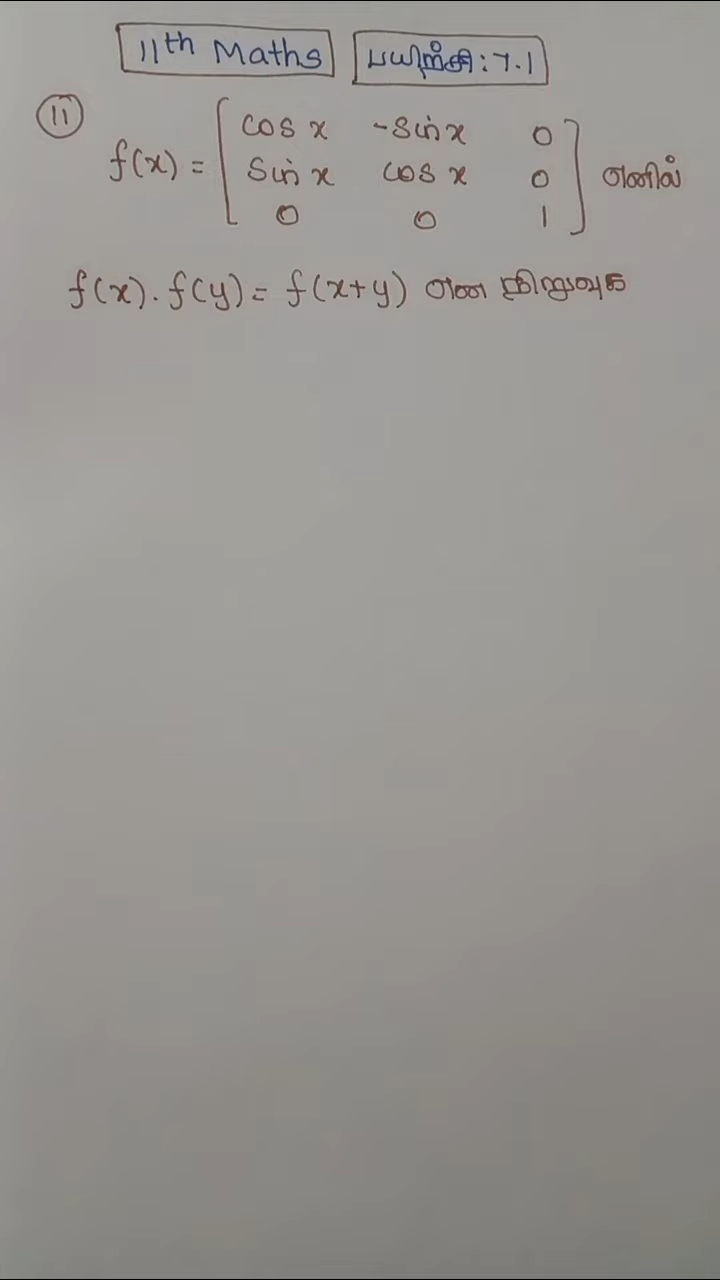 11th Maths பயிற்சி: 7.1
11
f(x) = [ cos x -sin x 0
sin x cos x 0
0 0 1 ] எனில்
f(x). f(y) = f(x+y) என நிறுவுக